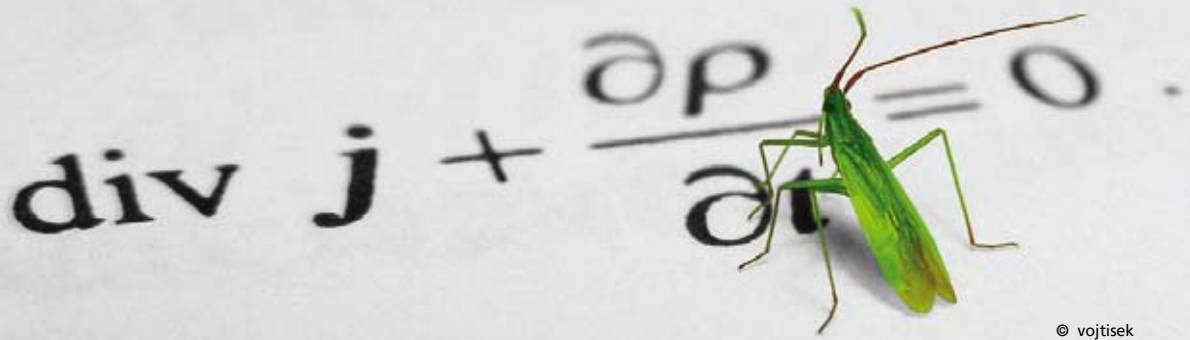 div j + ∂ρ/∂t = 0 .
© vojtisek